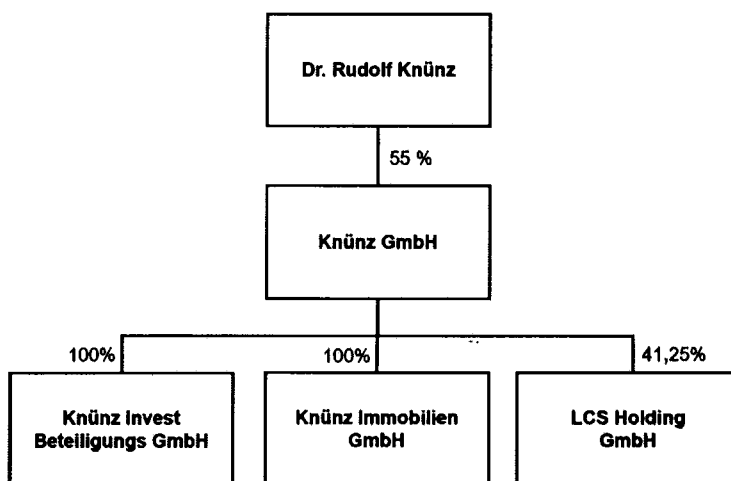 Dr. Rudolf Knünz
55 %
Knünz GmbH
100%
100%
41,25%
Knünz Invest
Beteiligungs GmbH
Knünz Immobilien
GmbH
LCS Holding
GmbH